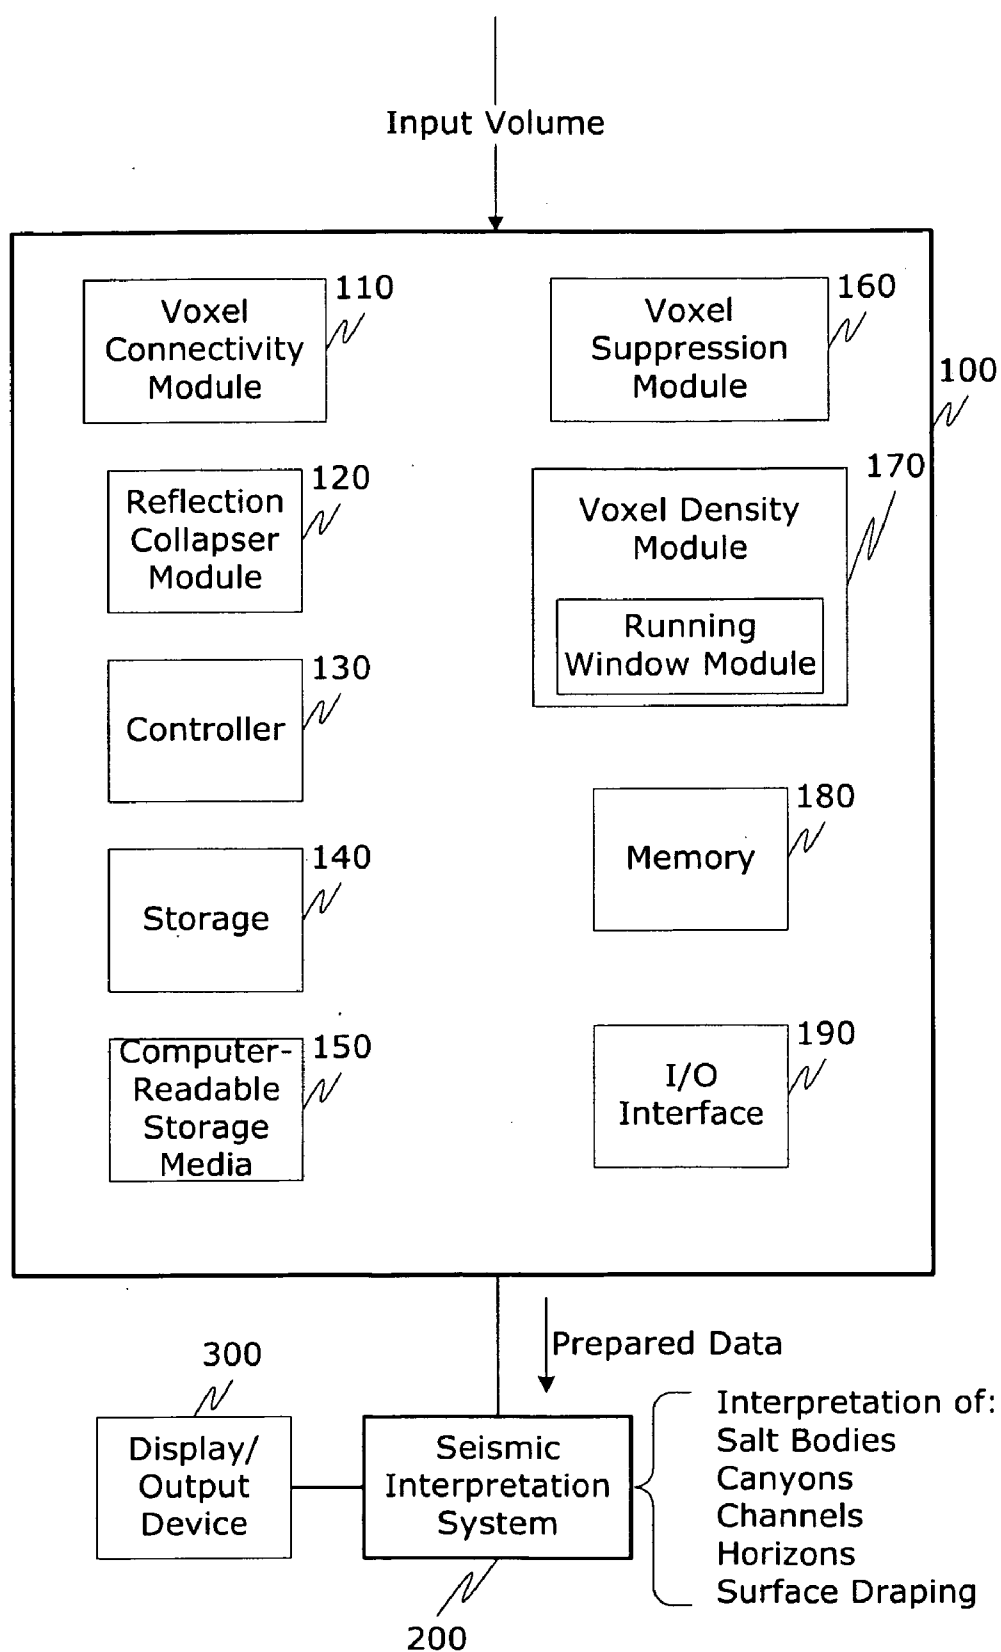 Input Volume
110
Voxel
Connectivity
Module
160
Voxel
Suppression
Module
100
120
Reflection
Collapser
Module
170
Voxel Density
Module
Running
Window Module
130
Controller
180
Memory
140
Storage
150
Computer-
Readable
Storage
Media
190
I/O
Interface
Prepared Data
300
Display/
Output
Device
Seismic
Interpretation
System
200
Interpretation of:
Salt Bodies
Canyons
Channels
Horizons
Surface Draping